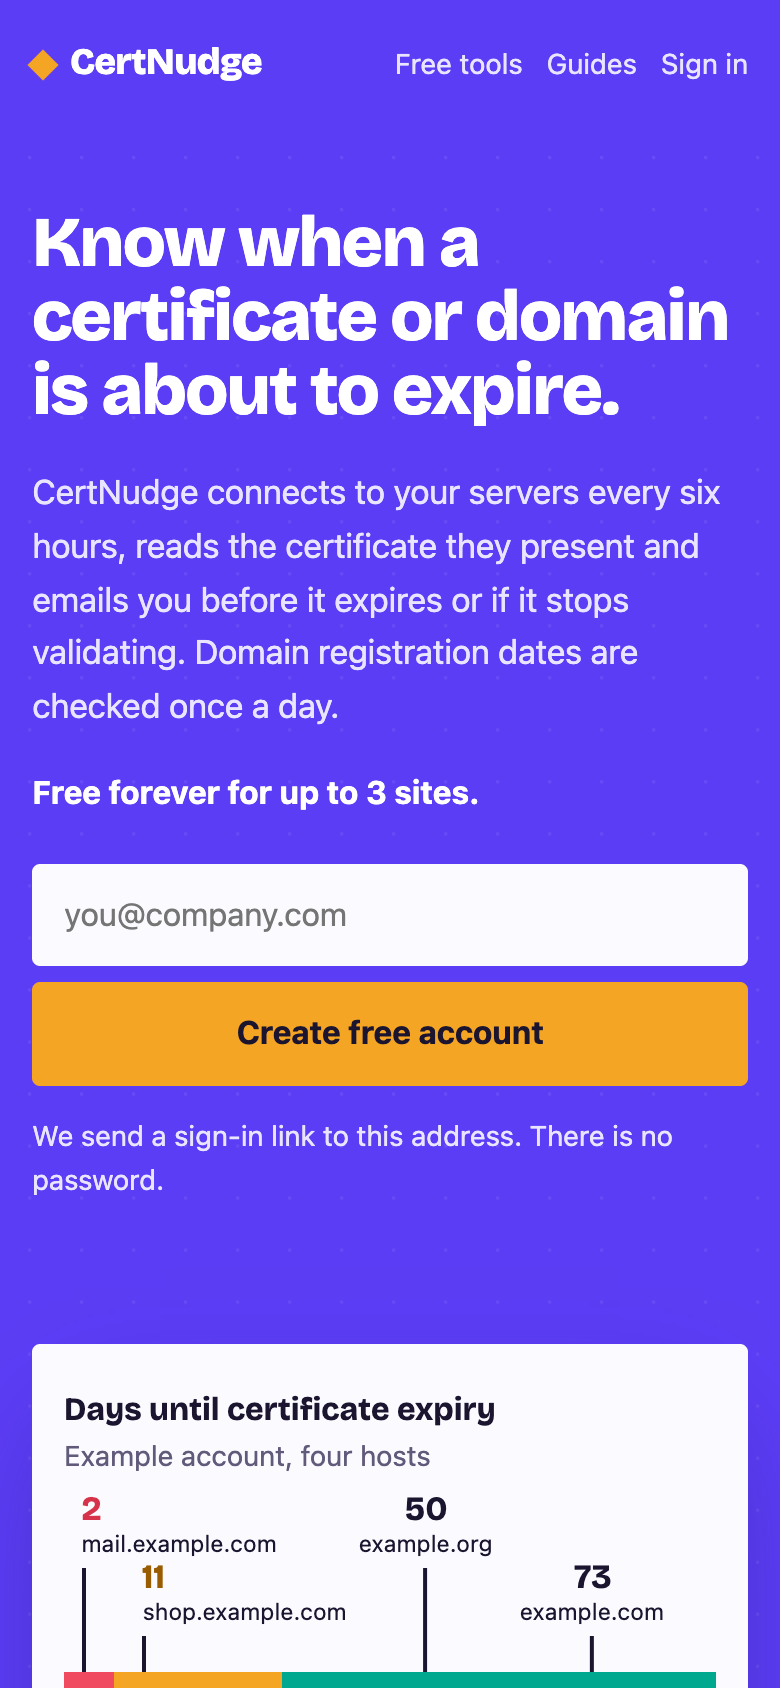 CertNudge
Free tools Guides Sign in
Know when a
certificate or domain
is about to expire.
CertNudge connects to your servers every six
hours, reads the certificate they present and
emails you before it expires or if it stops
validating. Domain registration dates are
checked once a day.
Free forever for up to 3 sites.
you@company.com
Create free account
We send a sign-in link to this address. There is no
password.
Days until certificate expiry
Example account, four hosts
2
mail.example.com
50
example.org
11
shop.example.com
73
example.com